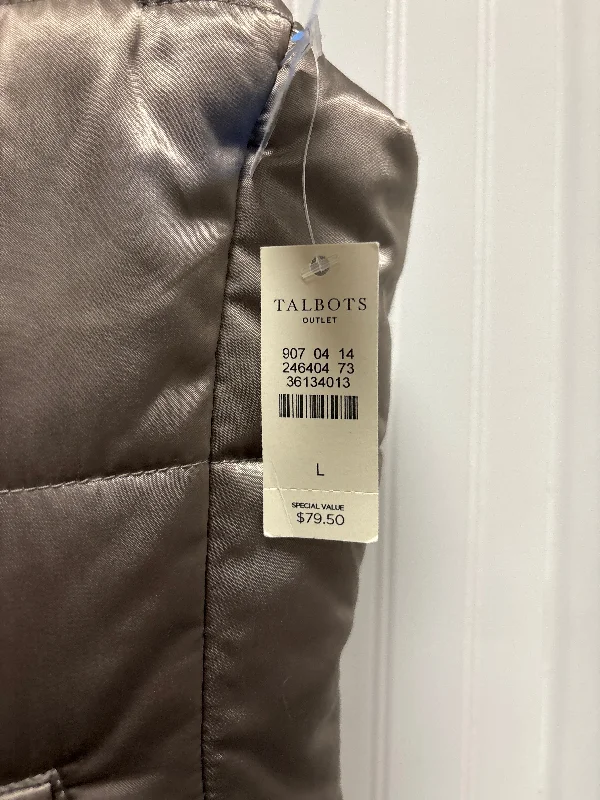 TALBOTS
OUTLET
907 04 14
246404 73
36134013
L
SPECIAL VALUE
$79.50